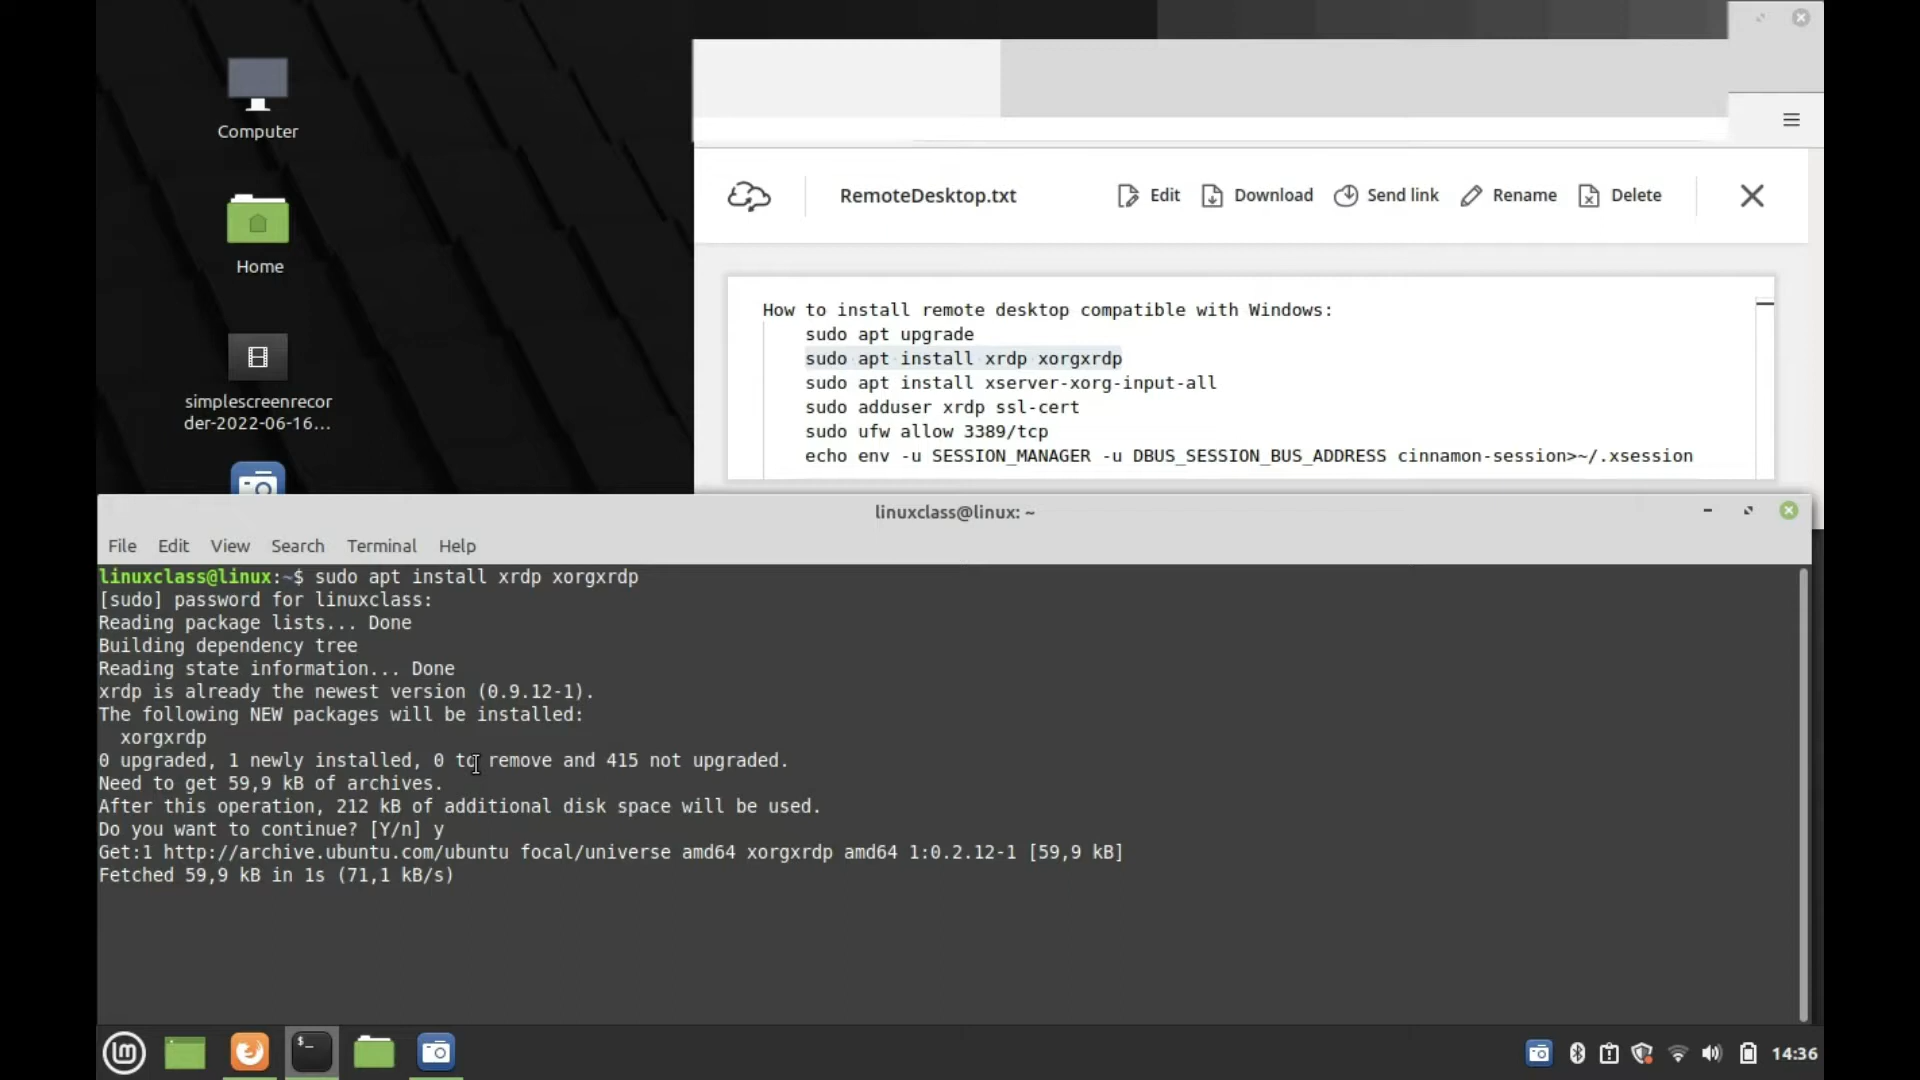 Computer
Home
simplescreenrecor
der-2022-06-16...
RemoteDesktop.txt
Edit
Download
Send link
Rename
Delete
How to install remote desktop compatible with Windows:
sudo apt upgrade
sudo apt install xrdp xorgxrdp
sudo apt install xserver-xorg-input-all
sudo adduser xrdp ssl-cert
sudo ufw allow 3389/tcp
echo env -u SESSION_MANAGER -u DBUS_SESSION_BUS_ADDRESS cinnamon-session>~/.xsession
linuxclass@linux: ~
File Edit View Search Terminal Help
linuxclass@linux:~$ sudo apt install xrdp xorgxrdp
[sudo] password for linuxclass:
Reading package lists... Done
Building dependency tree
Reading state information... Done
xrdp is already the newest version (0.9.12-1).
The following NEW packages will be installed:
xorgxrdp
0 upgraded, 1 newly installed, 0 to remove and 415 not upgraded.
Need to get 59,9 kB of archives.
After this operation, 212 kB of additional disk space will be used.
Do you want to continue? [Y/n] y
Get:1 http://archive.ubuntu.com/ubuntu focal/universe amd64 xorgxrdp amd64 1:0.2.12-1 [59,9 kB]
Fetched 59,9 kB in 1s (71,1 kB/s)
14:36